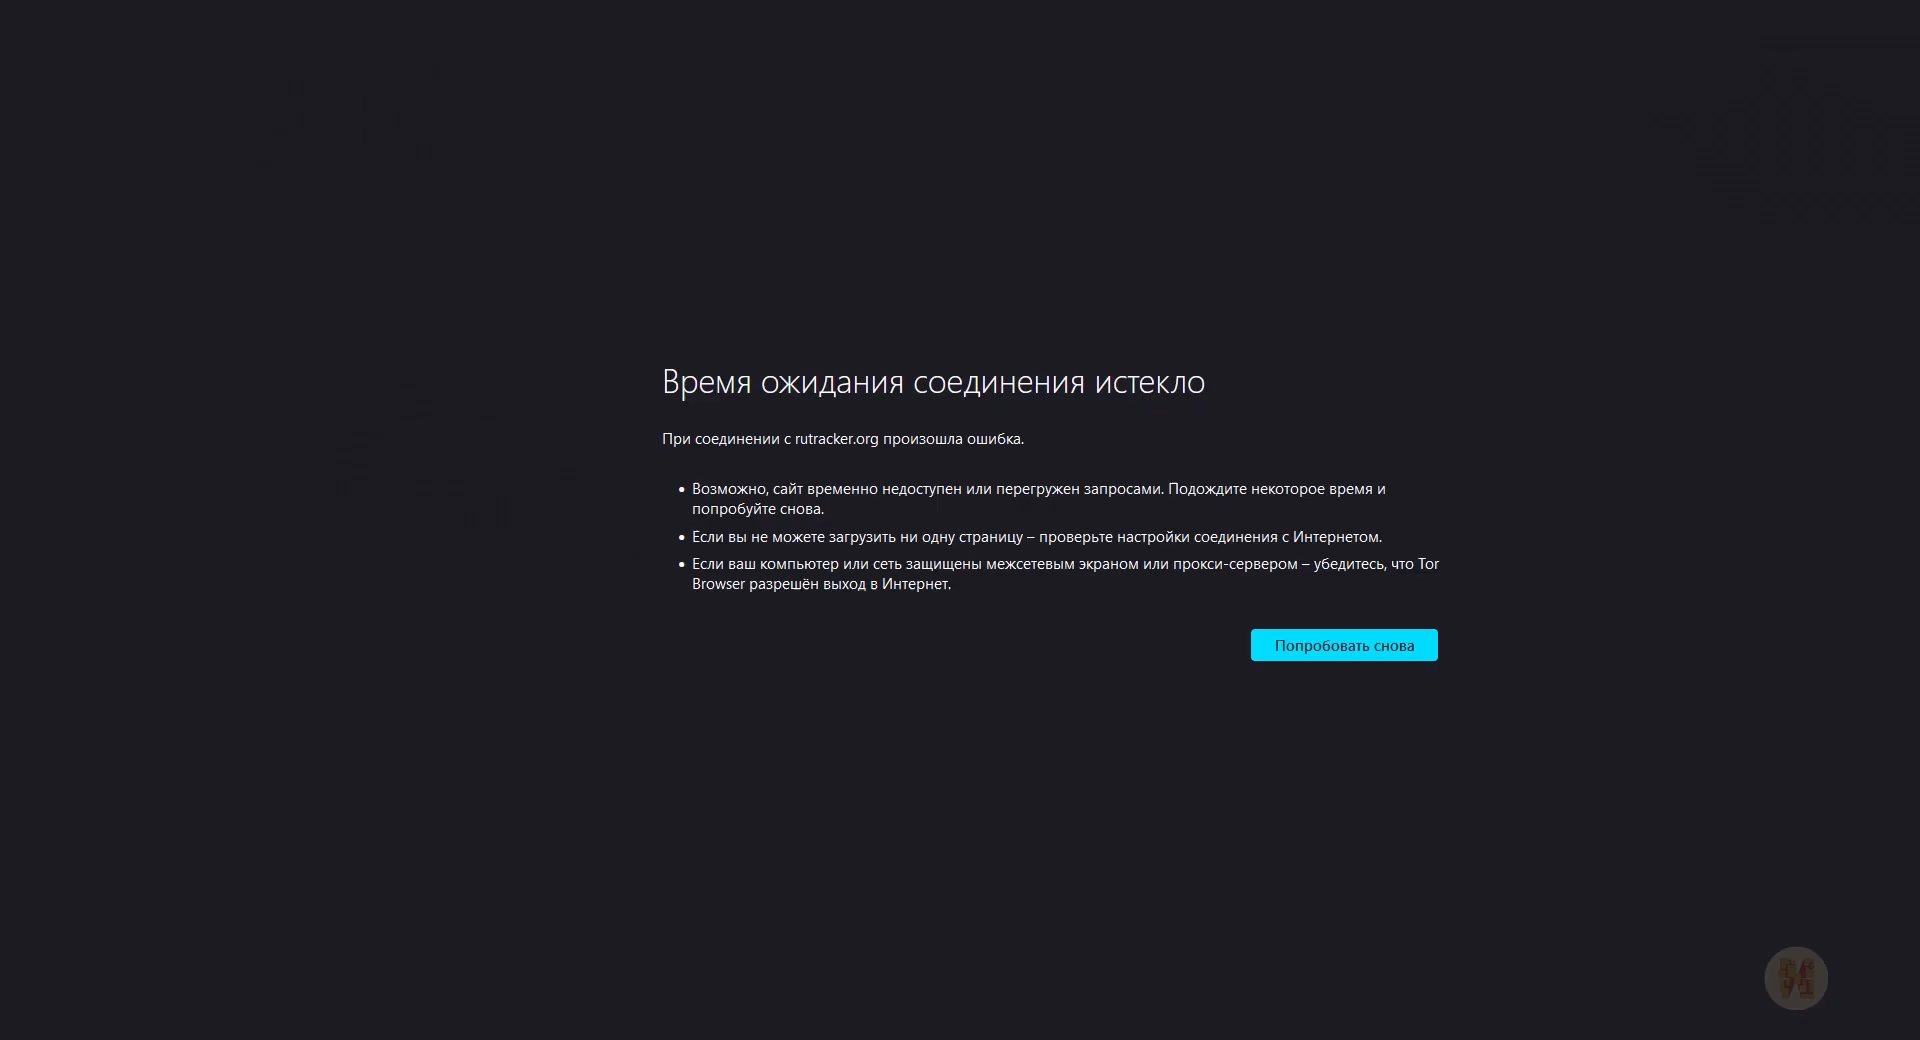 Время ожидания соединения истекло
При соединении с rutracker.org произошла ошибка.
Возможно, сайт временно недоступен или перегружен запросами. Подождите некоторое время и
попробуйте снова.
Если вы не можете загрузить ни одну страницу – проверьте настройки соединения с Интернетом.
Если ваш компьютер или сеть защищены межсетевым экраном или прокси-сервером – убедитесь, что Tor
Browser разрешён выход в Интернет.
Попробовать снова